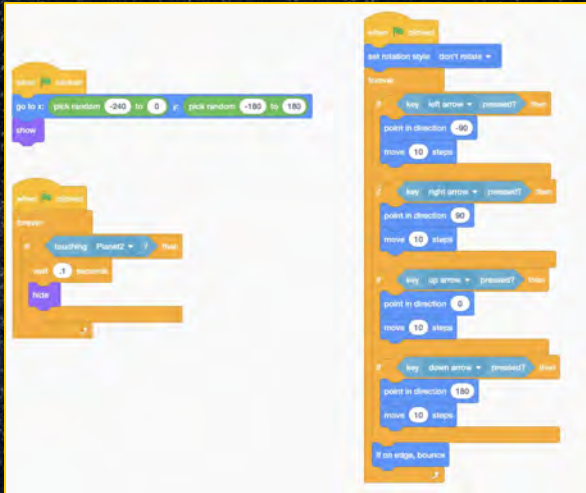 when clicked
go to x: pick random -240 to 0 y: pick random -180 to 180
show
when clicked
forever
if touching Planet2 ? then
wait .1 seconds
hide
when clicked
set rotation style don't rotate
forever
if key left arrow pressed? then
point in direction -90
move 10 steps
if key right arrow pressed? then
point in direction 90
move 10 steps
if key up arrow pressed? then
point in direction 0
move 10 steps
if key down arrow pressed? then
point in direction 180
move 10 steps
if on edge, bounce